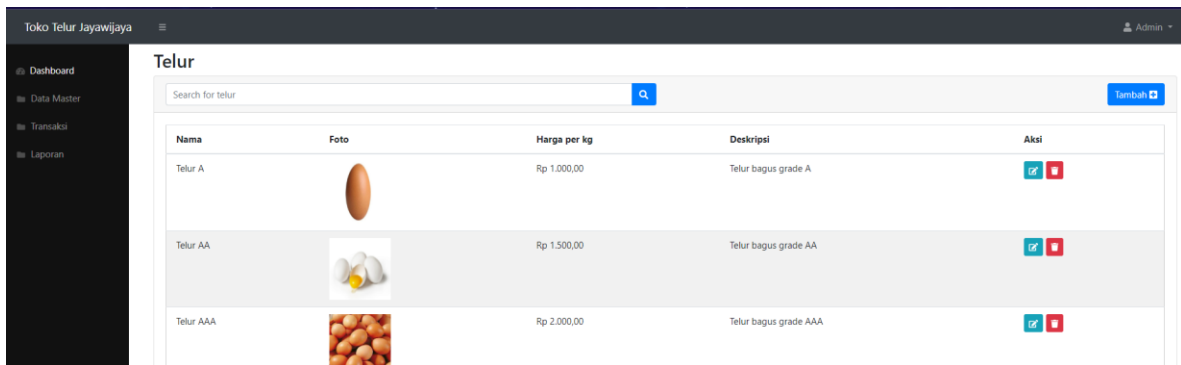 Toko Telur Jayawijaya
Admin
Dashboard
Data Master
Transaksi
Laporan
Telur
Search for telur
Tambah
Nama Foto Harga per kg Deskripsi Aksi
Telur A Rp 1.000,00 Telur bagus grade A
Telur AA Rp 1.500,00 Telur bagus grade AA
Telur AAA Rp 2.000,00 Telur bagus grade AAA